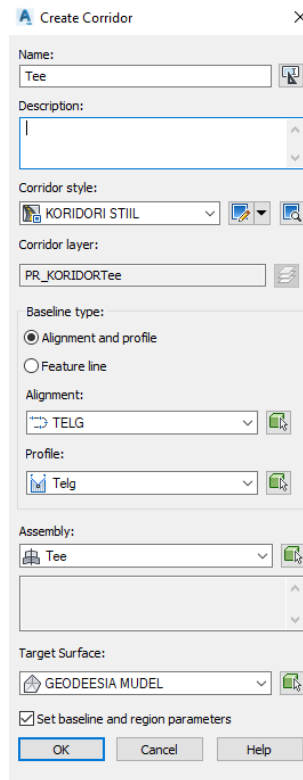 Create Corridor
Name:
Tee
Description:
Corridor style:
KORIDORI STIIL
Corridor layer:
PR_KORIDORTee
Baseline type:
Alignment and profile
Feature line
Alignment:
TELG
Profile:
Telg
Assembly:
Tee
Target Surface:
GEODEESIA MUDEL
Set baseline and region parameters
OK Cancel Help